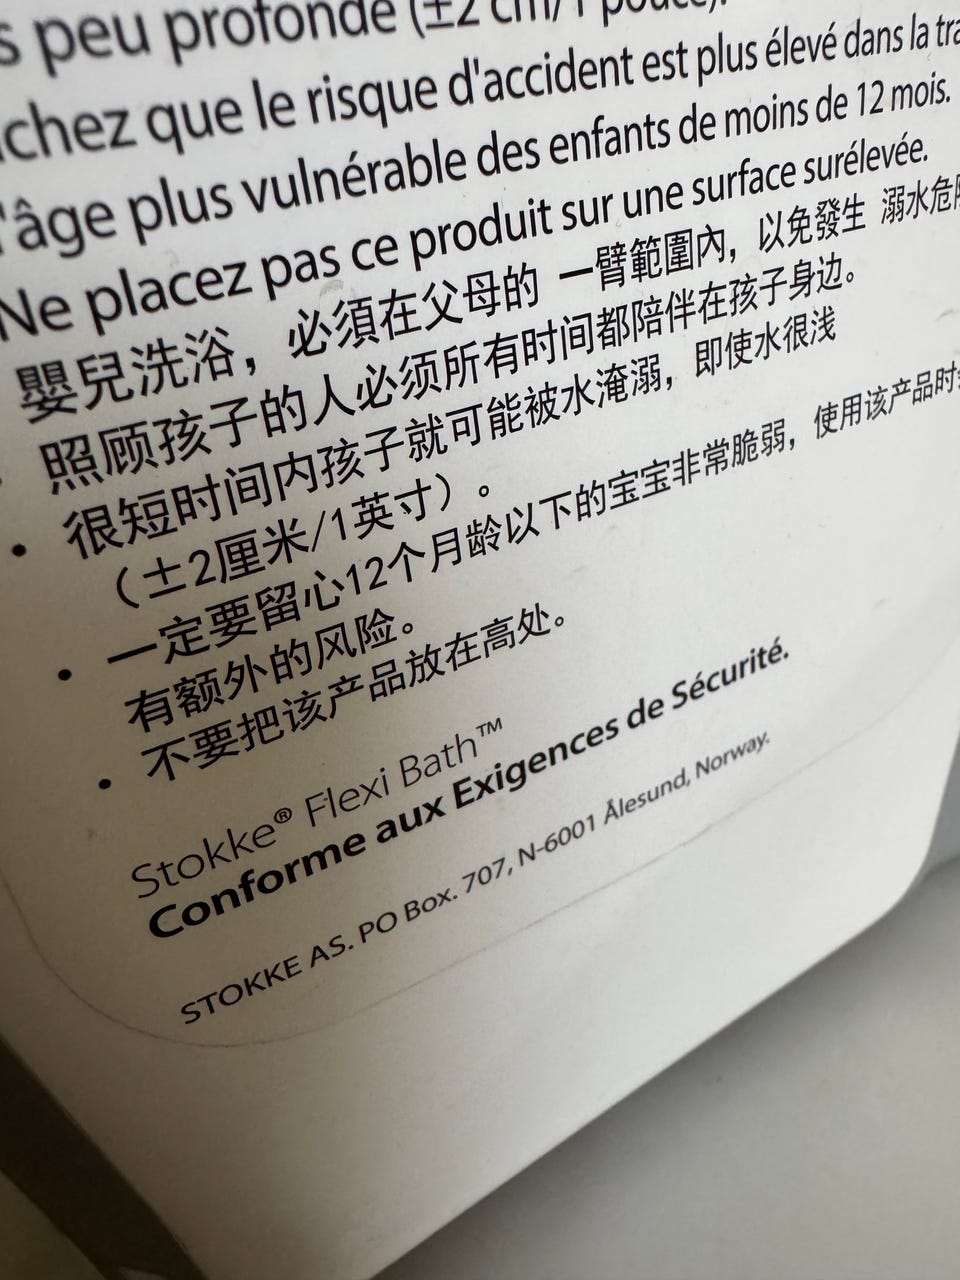 peu profonde (±2 cm/1 pouce).
que le risque d'accident est plus élevé dans la
l'âge plus vulnérable des enfants de moins de 12 mois.
Ne placez pas ce produit sur une surface surélevée.
嬰兒洗浴，必須在父母的 一臂範圍內，以免發生 溺水危
照顾孩子的人必须所有时间都陪伴在孩子身边。
• 很短时间内孩子就可能被水淹溺，即使水很浅
（±2厘米/1英寸）。
• 一定要留心12个月龄以下的宝宝非常脆弱，使用该产品时
有额外的风险。
• 不要把该产品放在高处。
Stokke® Flexi Bath™
Conforme aux Exigences de Sécurité.
STOKKE AS. PO Box. 707, N-6001 Ålesund, Norway.